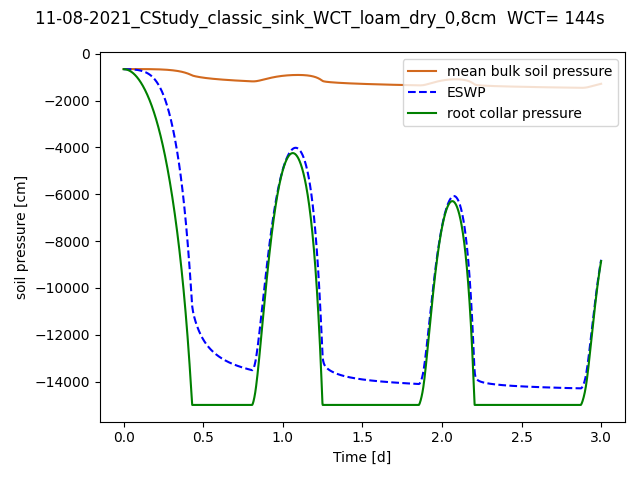 11-08-2021_CStudy_classic_sink_WCT_loam_dry_0,8cm  WCT= 144s
mean bulk soil pressure
ESWP
root collar pressure
soil pressure [cm]
0
−2000
−4000
−6000
−8000
−10000
−12000
−14000
0.0 0.5 1.0 1.5 2.0 2.5 3.0
Time [d]